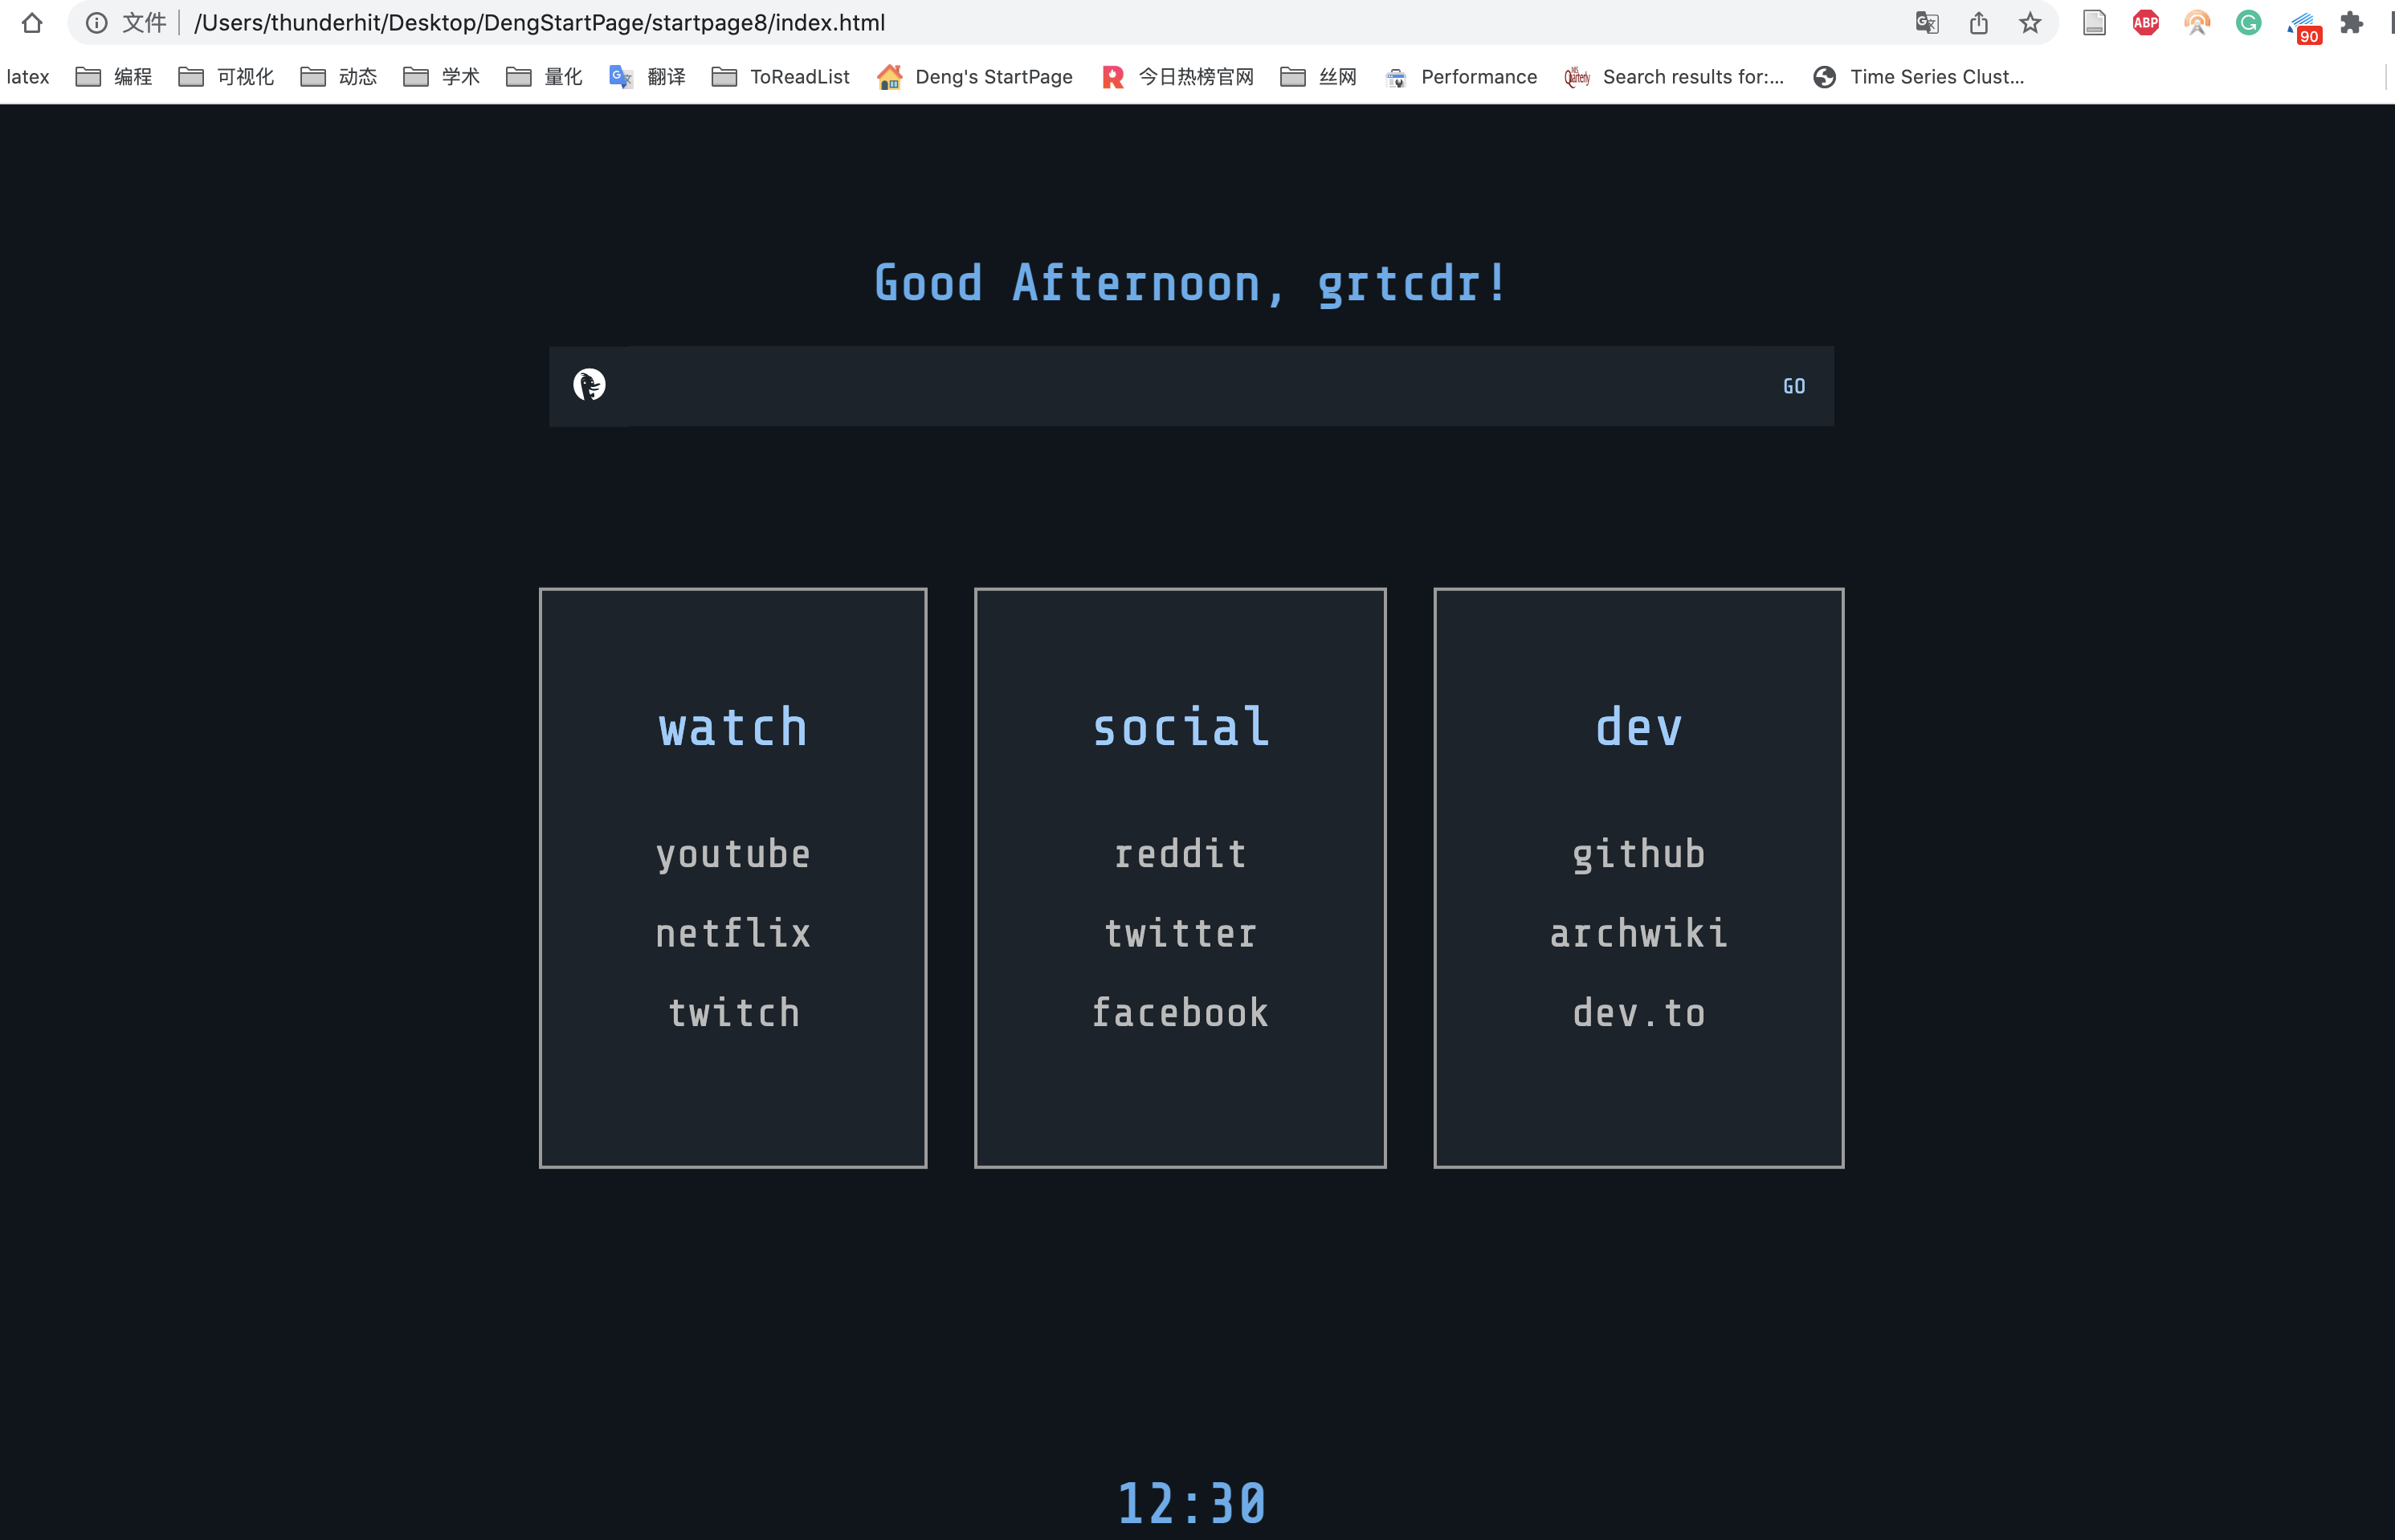 文件 /Users/thunderhit/Desktop/DengStartPage/startpage8/index.html ABP G 90
latex 编程 可视化 动态 学术 量化 翻译 ToReadList Deng's StartPage R 今日热榜官网 丝网 Performance Search results for:... Time Series Clust...
Good Afternoon, grtcdr!
GO
watch
youtube
netflix
twitch
social
reddit
twitter
facebook
dev
github
archwiki
dev.to
12:30